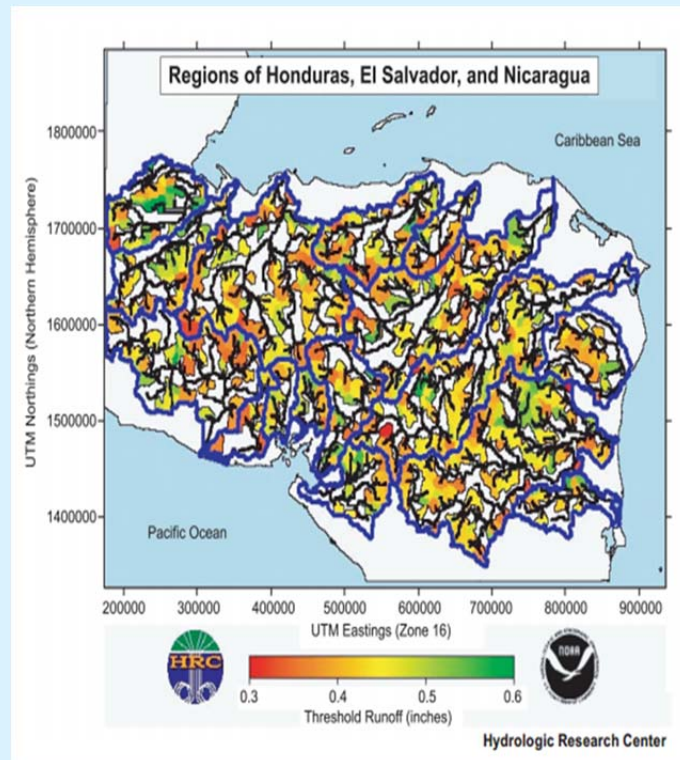 Regions of Honduras, El Salvador, and Nicaragua
Caribbean Sea
UTM Northings (Northern Hemisphere)
1800000
1700000
1600000
1500000
1400000
Pacific Ocean
200000 300000 400000 500000 600000 700000 800000 900000
UTM Eastings (Zone 16)
HRC
NOAA
0.3 0.4 0.5 0.6
Threshold Runoff (inches)
Hydrologic Research Center